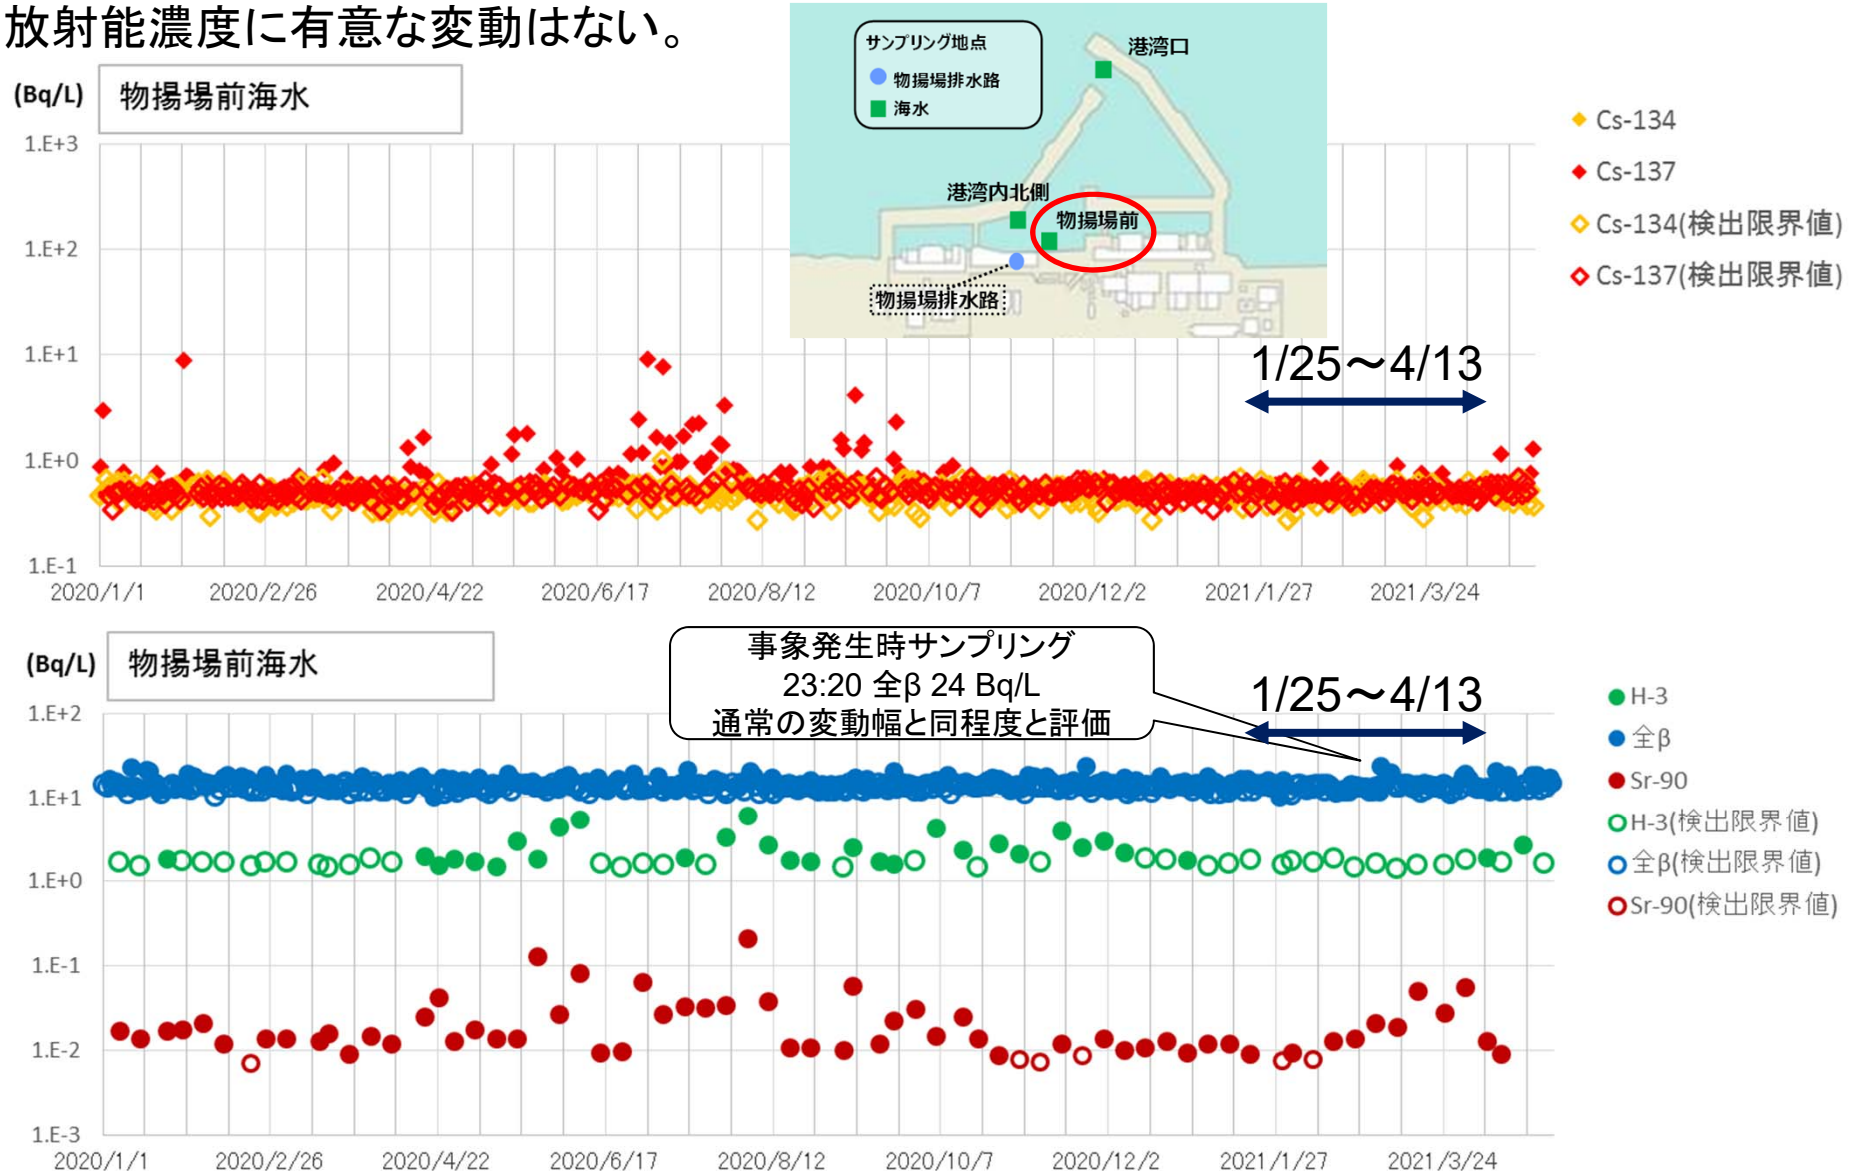 放射能濃度に有意な変動はない。
サンプリング地点
物揚場排水路
海水
港湾口
港湾内北側
物揚場前
物揚場排水路
(Bq/L)
物揚場前海水
1.E+3
1.E+2
1.E+1
1.E+0
1.E-1
2020/1/1 2020/2/26 2020/4/22 2020/6/17 2020/8/12 2020/10/7 2020/12/2 2021/1/27 2021/3/24
1/25～4/13
Cs-134
Cs-137
Cs-134(検出限界値)
Cs-137(検出限界値)
(Bq/L)
物揚場前海水
事象発生時サンプリング
23:20 全β 24 Bq/L
通常の変動幅と同程度と評価
1/25～4/13
1.E+2
1.E+1
1.E+0
1.E-1
1.E-2
1.E-3
2020/1/1 2020/2/26 2020/4/22 2020/6/17 2020/8/12 2020/10/7 2020/12/2 2021/1/27 2021/3/24
H-3
全β
Sr-90
H-3(検出限界値)
全β(検出限界値)
Sr-90(検出限界値)